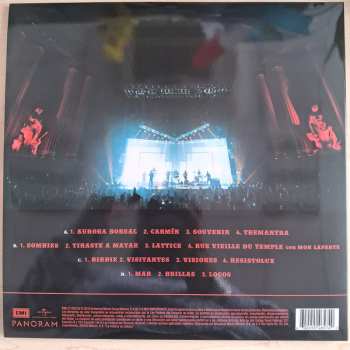 A. 1. AURORA BOREAL 2. CARMÍN 3. SOUVENIR 4. THEMANTRA
B. 1. ZOMBIES 2. TIRASTE A MATAR 3. LATTICE 4. RUE VIEILLE DU TEMPLE CON MON LAFERTE
C. 1. BIRDIE 2. VISITANTES 3. VISIONES 4. RESISTOLUX
D. 1. MAR 2. BRILLAS 3. LOCOS
EMI
PANORAM